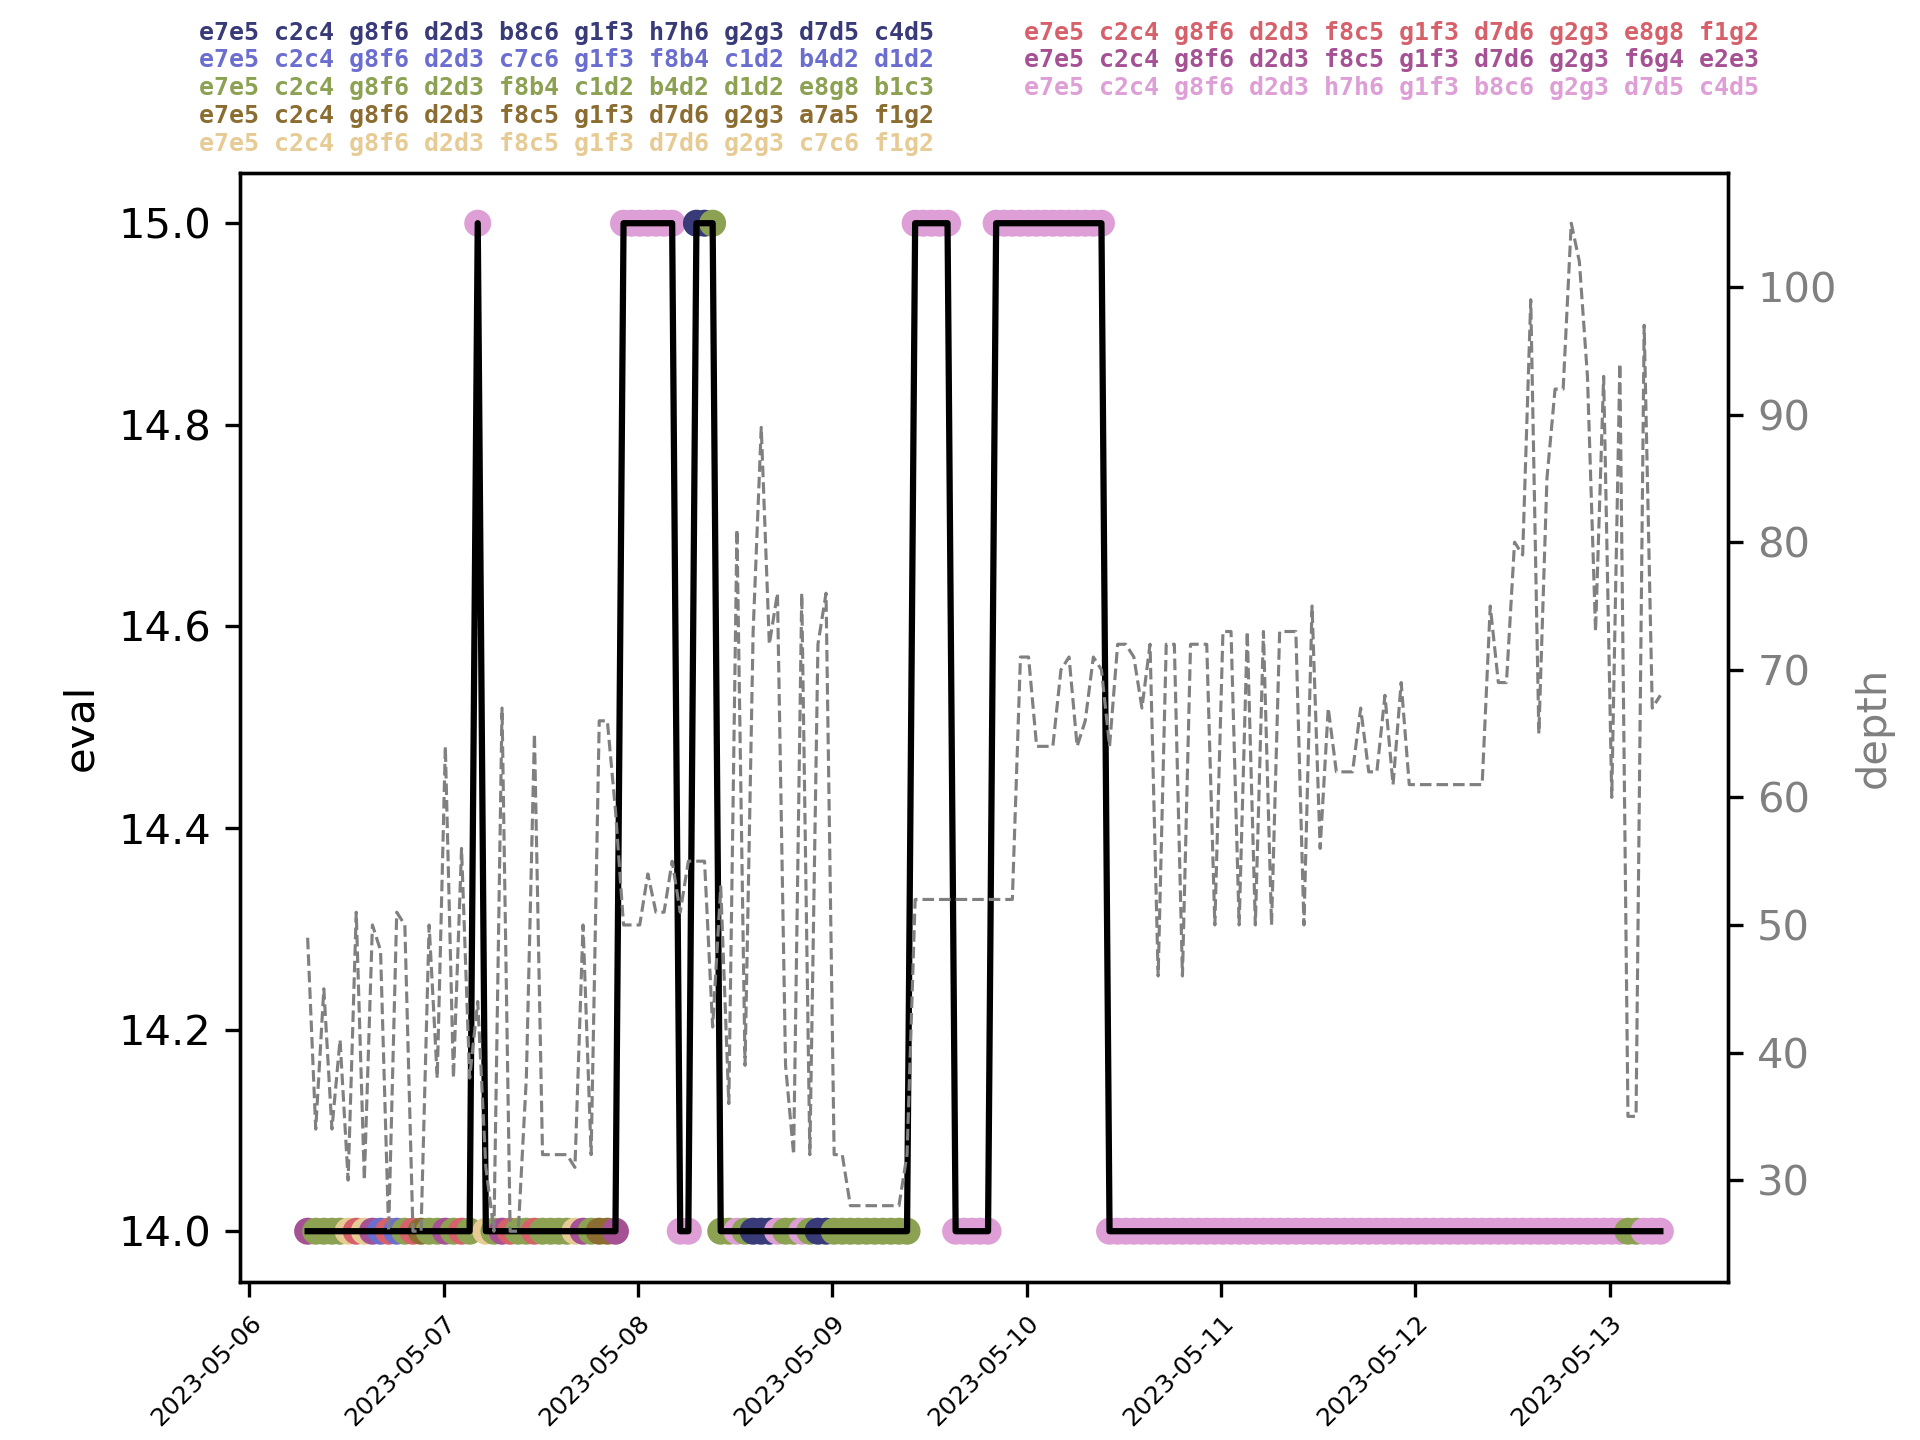 e7e5 c2c4 g8f6 d2d3 b8c6 g1f3 h7h6 g2g3 d7d5 c4d5
e7e5 c2c4 g8f6 d2d3 c7c6 g1f3 f8b4 c1d2 b4d2 d1d2
e7e5 c2c4 g8f6 d2d3 f8b4 c1d2 b4d2 d1d2 e8g8 b1c3
e7e5 c2c4 g8f6 d2d3 f8c5 g1f3 d7d6 g2g3 a7a5 f1g2
e7e5 c2c4 g8f6 d2d3 f8c5 g1f3 d7d6 g2g3 c7c6 f1g2
e7e5 c2c4 g8f6 d2d3 f8c5 g1f3 d7d6 g2g3 e8g8 f1g2
e7e5 c2c4 g8f6 d2d3 f8c5 g1f3 d7d6 g2g3 f6g4 e2e3
e7e5 c2c4 g8f6 d2d3 h7h6 g1f3 b8c6 g2g3 d7d5 c4d5
15.0
14.8
14.6
14.4
14.2
14.0
eval
100
90
80
70
60
50
40
30
depth
2023-05-06
2023-05-07
2023-05-08
2023-05-09
2023-05-10
2023-05-11
2023-05-12
2023-05-13